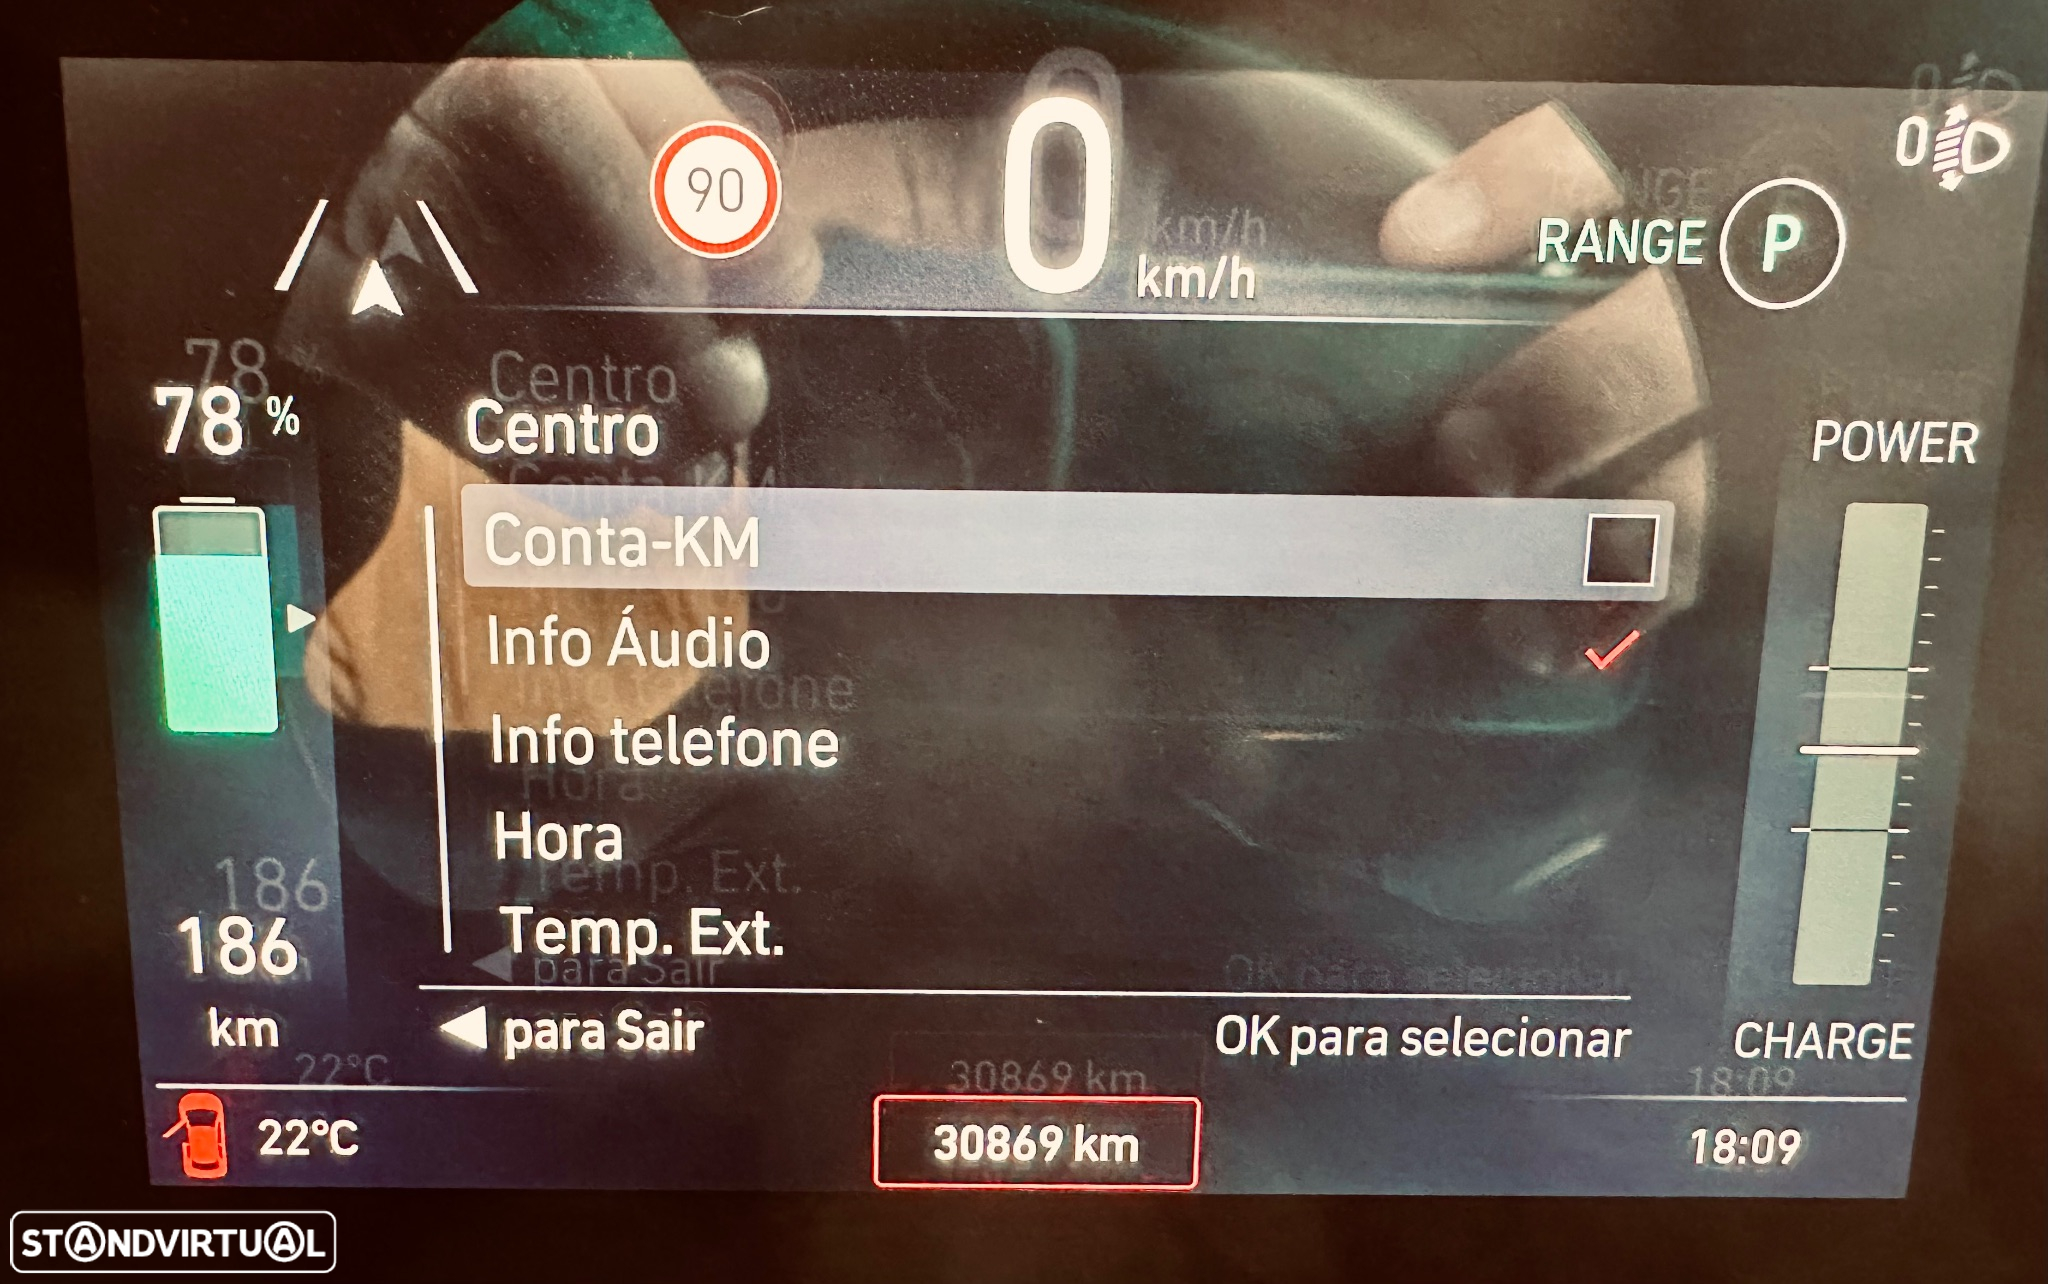 90
0
km/h
0
RANGE P
78 %
Centro
POWER
Conta-KM
Info Áudio
Info telefone
Hora
Temp. Ext.
186
km
para Sair
OK para selecionar
CHARGE
22°C
30869 km
18:09
STANDVIRTUAL